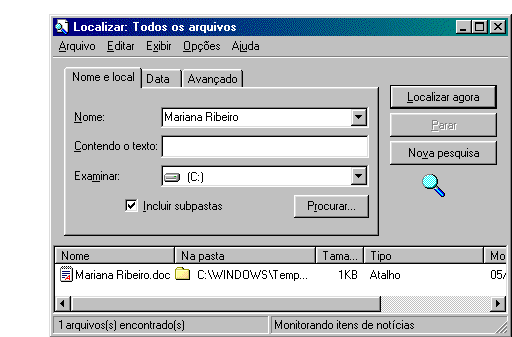 Localizar: Todos os arquivos
Arquivo Editar Exibir Opções Ajuda
Nome e local Data Avançado
Localizar agora
Nome: Mariana Ribeiro
Parar
Contendo o texto:
Nova pesquisa
Examinar: (C:)
Incluir subpastas Procurar...
Nome Na pasta Tama... Tipo Mo
Mariana Ribeiro.doc C:\WINDOWS\Temp... 1KB Atalho 05/
1 arquivos(s) encontrado(s) Monitorando itens de notícias